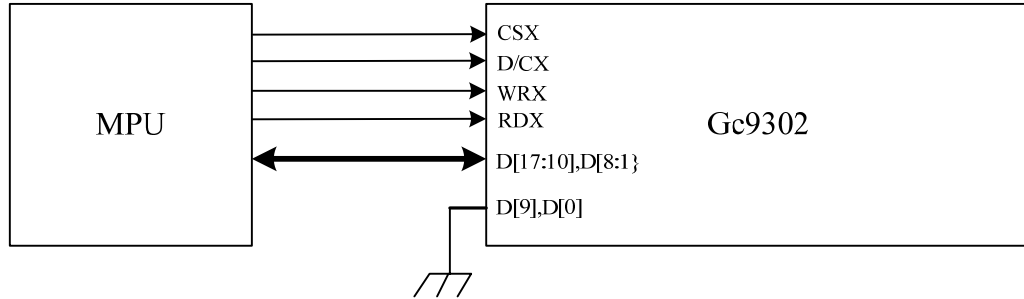 MPU
CSX
D/CX
WRX
RDX
Gc9302
D[17:10],D[8:1}
D[9],D[0]